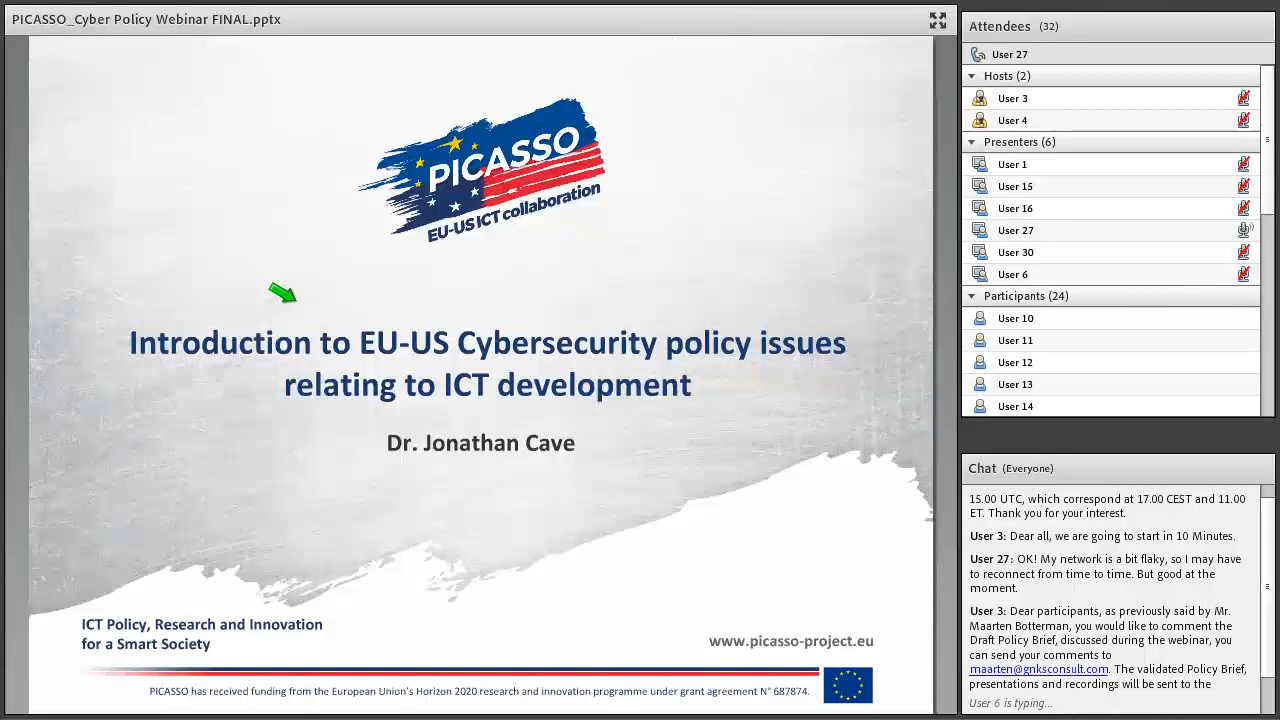 PICASSO_Cyber Policy Webinar FINAL.pptx
PICASSO
EU-US ICT collaboration
Introduction to EU-US Cybersecurity policy issues
relating to ICT development
Dr. Jonathan Cave
ICT Policy, Research and Innovation
for a Smart Society
www.picasso-project.eu
PICASSO has received funding from the European Union's Horizon 2020 research and innovation programme under grant agreement N° 687874.
Attendees (32)
User 27
Hosts (2)
User 3
User 4
Presenters (6)
User 1
User 15
User 16
User 27
User 30
User 6
Participants (24)
User 10
User 11
User 12
User 13
User 14
Chat (Everyone)
15.00 UTC, which correspond at 17.00 CEST and 11.00
ET. Thank you for your interest.
User 3: Dear all, we are going to start in 10 Minutes.
User 27: OK! My network is a bit flaky, so I may have
to reconnect from time to time. But good at the
moment.
User 3: Dear participants, as previously said by Mr.
Maarten Botterman, you would like to comment the
Draft Policy Brief, discussed during the webinar, you
can send your comments to
maarten@gnksconsult.com. The validated Policy Brief,
presentations and recordings will be sent to the
User 6 is typing...